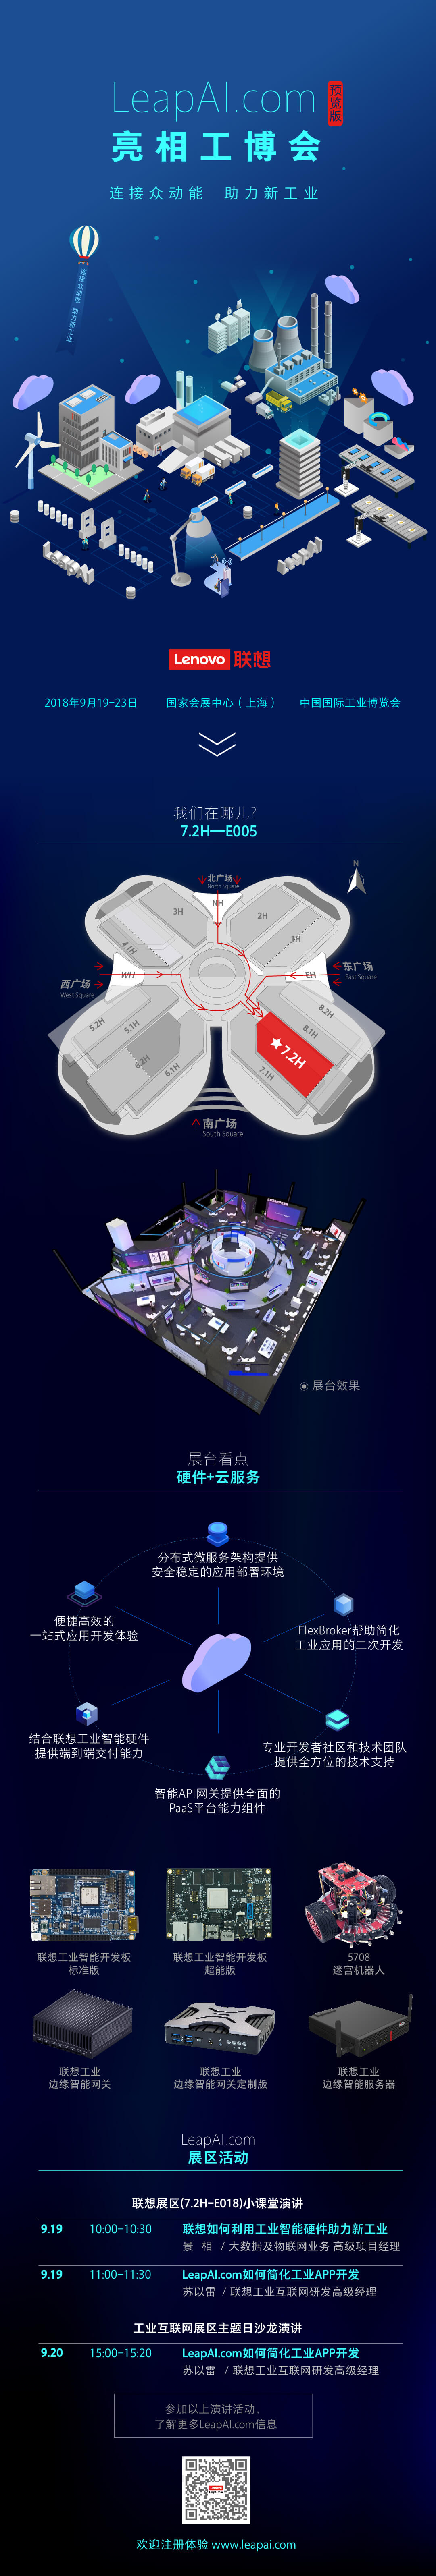 LeapAI.com
预览版
亮相工博会
连接众动能 助力新工业
连接众动能 助力新工业
Lenovo 联想
2018年9月19-23日 国家会展中心（上海） 中国国际工业博览会
我们在哪儿?
7.2H—E005
N
北广场
North Square
NH
3H
2H
4.1H
1H
WH
EH
西广场
West Square
东广场
East Square
5.2H
5.1H
6.2H
6.1H
8.2H
8.1H
7.2H
7.1H
南广场
South Square
展台效果
展台看点
硬件+云服务
分布式微服务架构提供
安全稳定的应用部署环境
便捷高效的
一站式应用开发体验
FlexBroker帮助简化
工业应用的二次开发
结合联想工业智能硬件
提供端到端交付能力
专业开发者社区和技术团队
提供全方位的技术支持
智能API网关提供全面的
PaaS平台能力组件
联想工业智能开发板
标准版
联想工业智能开发板
超能版
5708
迷宫机器人
联想工业
边缘智能网关
联想工业
边缘智能网关定制版
联想工业
边缘智能服务器
LeapAI.com
展区活动
联想展区(7.2H-E018)小课堂演讲
9.19 10:00-10:30 联想如何利用工业智能硬件助力新工业
景 相 / 大数据及物联网业务 高级项目经理
9.19 11:00-11:30 LeapAI.com如何简化工业APP开发
苏以雷 / 联想工业互联网研发高级经理
工业互联网展区主题日沙龙演讲
9.20 15:00-15:20 LeapAI.com如何简化工业APP开发
苏以雷 / 联想工业互联网研发高级经理
参加以上演讲活动,
了解更多LeapAI.com信息
欢迎注册体验 www.leapai.com